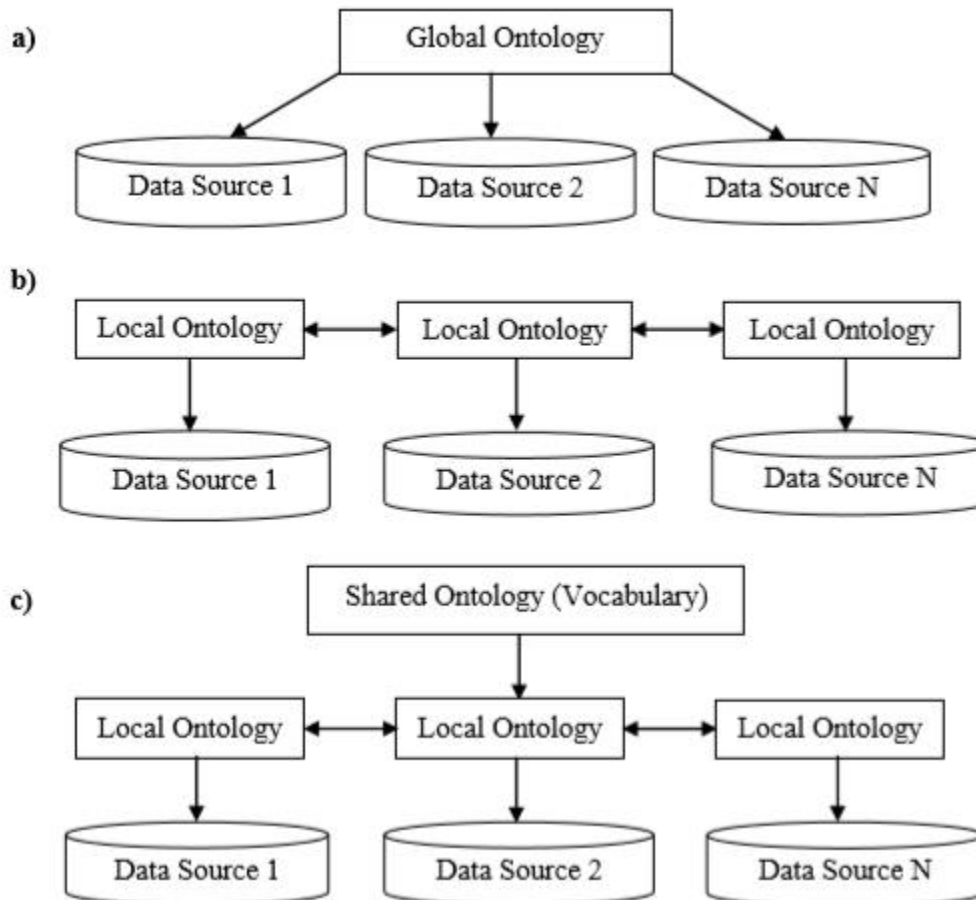 a)
Global Ontology
Data Source 1
Data Source 2
Data Source N
b)
Local Ontology
Local Ontology
Local Ontology
Data Source 1
Data Source 2
Data Source N
c)
Shared Ontology (Vocabulary)
Local Ontology
Local Ontology
Local Ontology
Data Source 1
Data Source 2
Data Source N